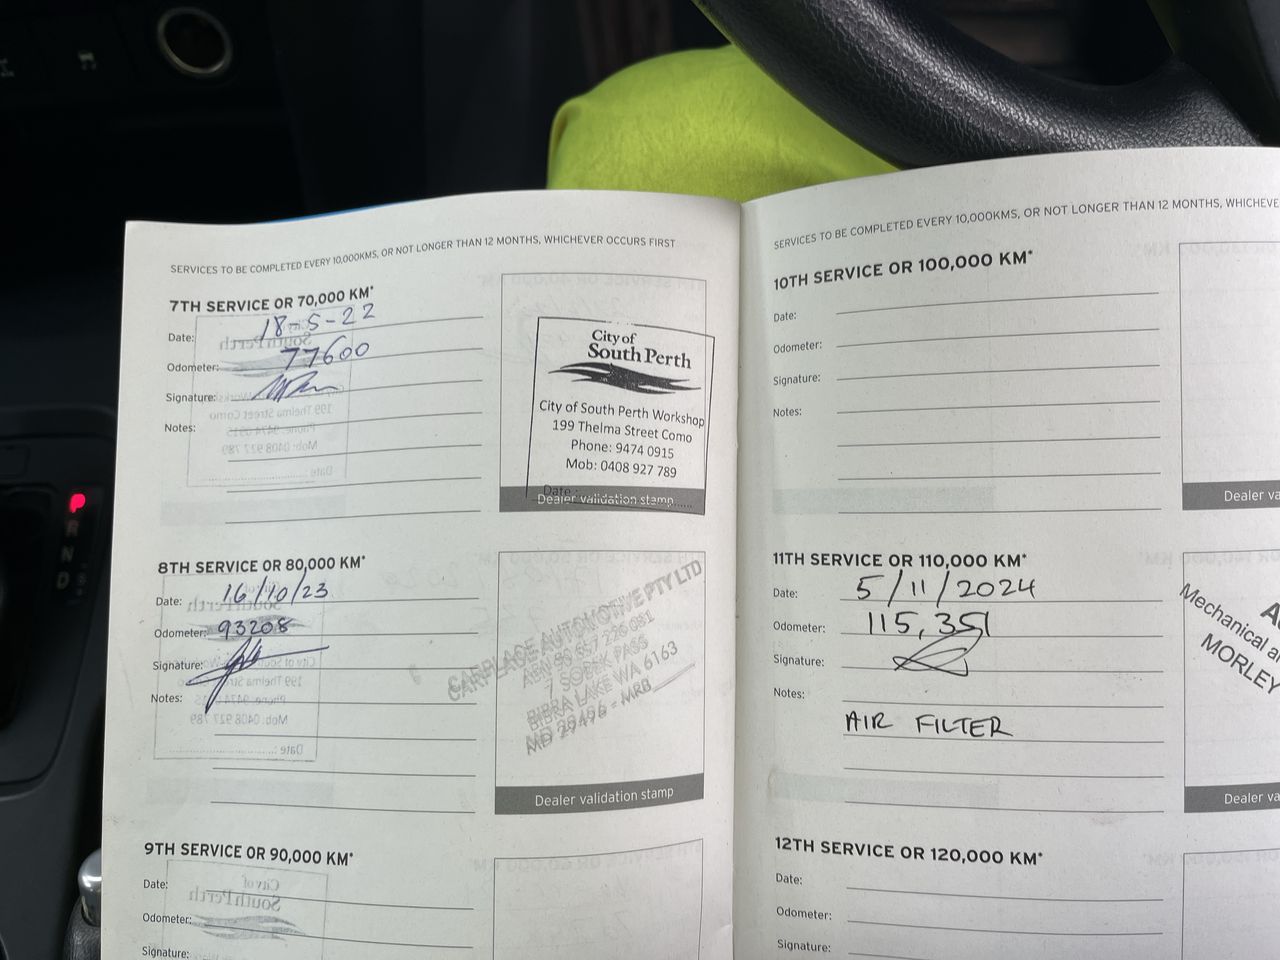 SERVICES TO BE COMPLETED EVERY 10,000KMS, OR NOT LONGER THAN 12 MONTHS, WHICHEVER OCCURS FIRST
7TH SERVICE OR 70,000 KM*
Date: 18-5-22
Odometer: 77600
Signature:
Notes:
City of
South Perth
City of South Perth Workshop
199 Thelma Street Como
Phone: 9474 0915
Mob: 0408 927 789
Date:
Dealer validation stamp
8TH SERVICE OR 80,000 KM*
Date: 16/10/23
Odometer: 93208
Signature:
Notes:
CARPLACE AUTOMOTIVE PTY LTD
7 SOBEK PASS
BIBRA LAKE WA 6163
MRB
Dealer validation stamp
9TH SERVICE OR 90,000 KM*
Date:
Odometer:
Signature:
SERVICES TO BE COMPLETED EVERY 10,000KMS, OR NOT LONGER THAN 12 MONTHS, WHICHEVE
10TH SERVICE OR 100,000 KM*
Date:
Odometer:
Signature:
Notes:
Dealer va
11TH SERVICE OR 110,000 KM*
Date: 5/11/2024
Odometer: 115,351
Signature:
Notes:
AIR FILTER
Mechanical a
MORLEY
Dealer va
12TH SERVICE OR 120,000 KM*
Date:
Odometer:
Signature:
P
R
N
D